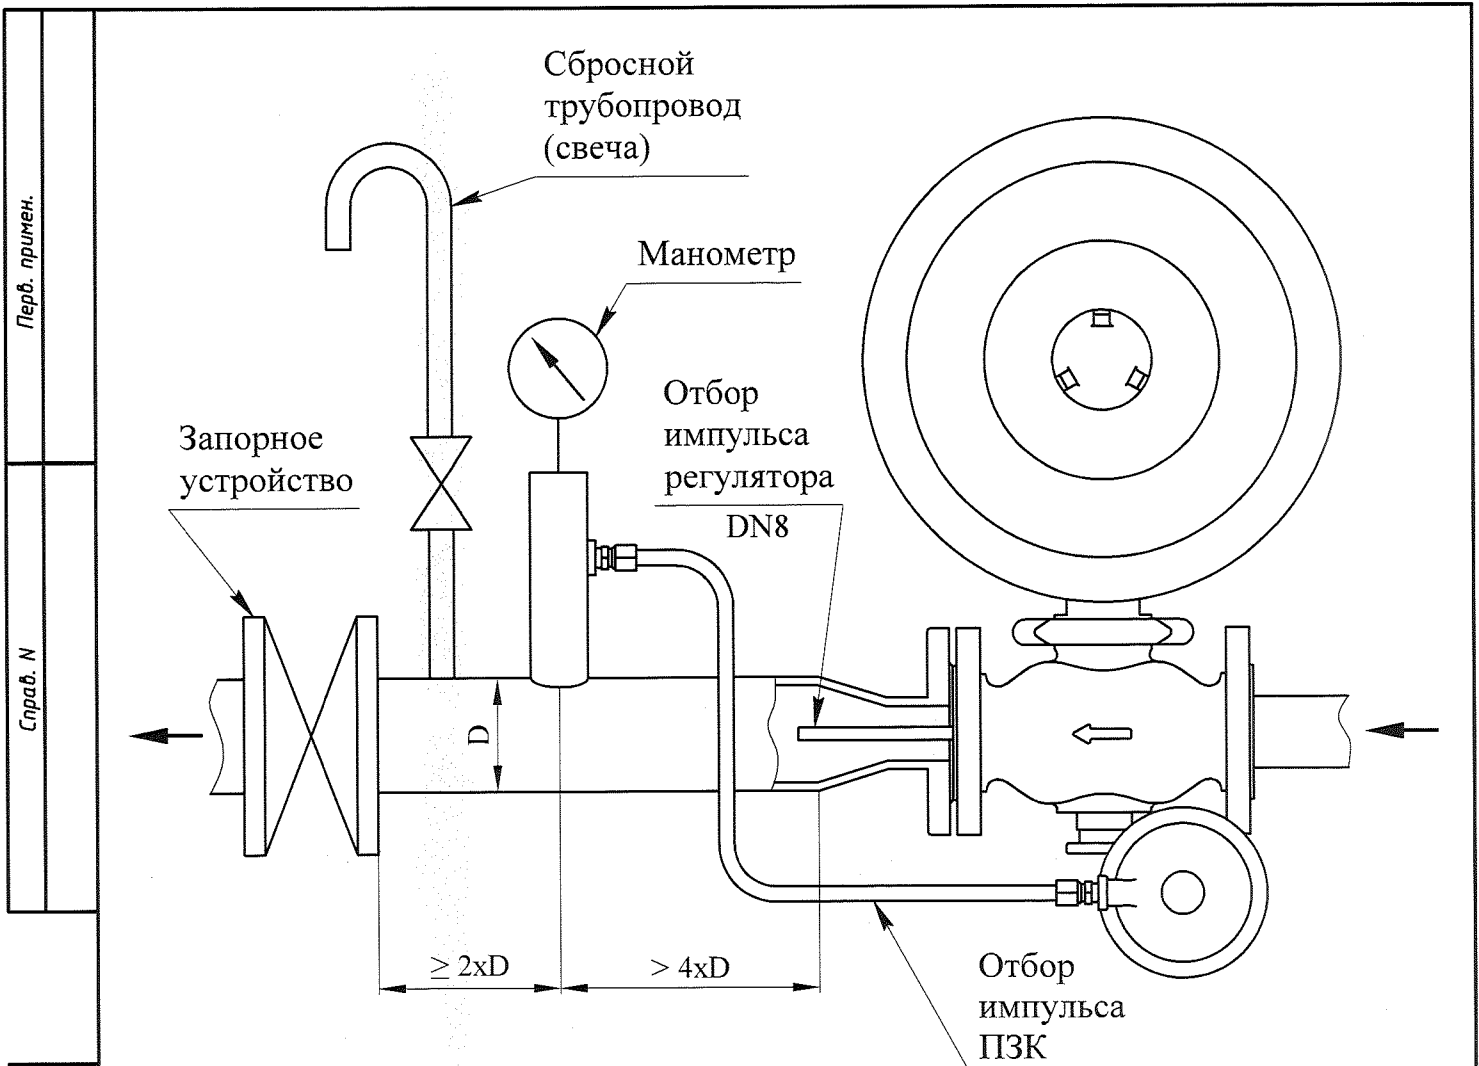 Перв. примен.
Справ. N
Сбросной
трубопровод
(свеча)
Манометр
Отбор
импульса
регулятора
DN8
Запорное
устройство
D
≥ 2xD
> 4xD
Отбор
импульса
ПЗК